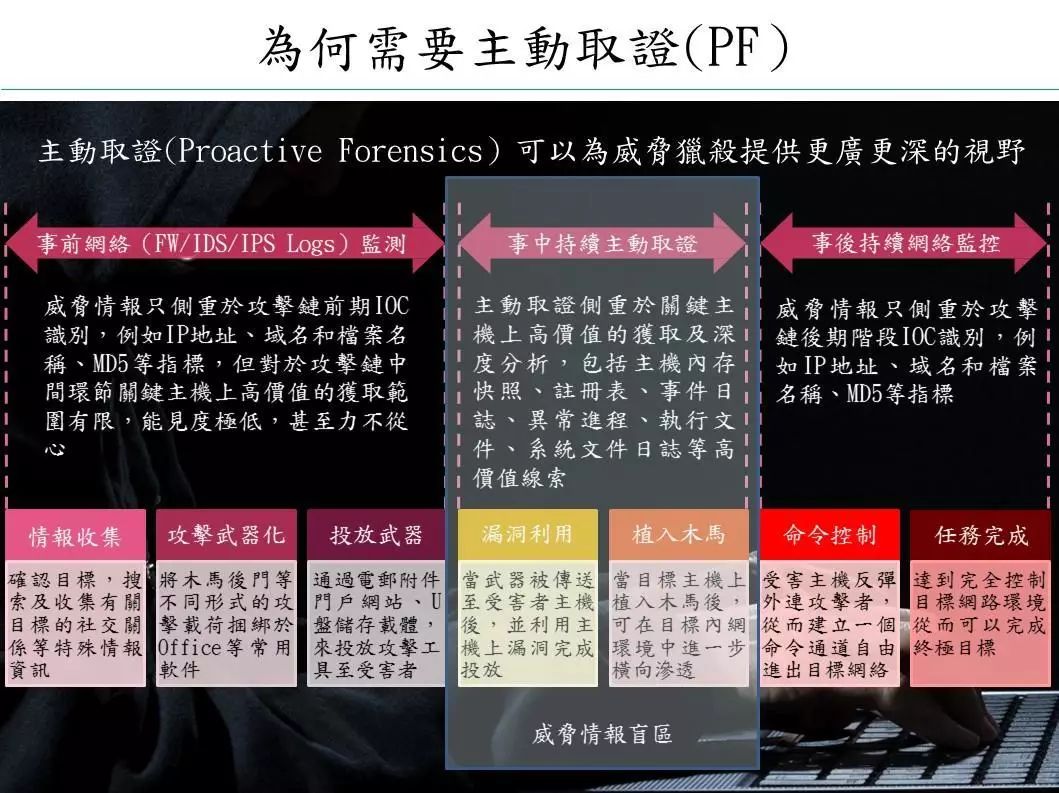 為何需要主動取證(PF)
主動取證(Proactive Forensics)可以為威脅獵殺提供更廣更深的視野
事前網絡(FW/IDS/IPS Logs)監測
威脅情報只側重於攻擊鏈前期IOC
識別，例如IP地址、域名和檔案名
稱、MD5等指標，但對於攻擊鏈中
間環節關鍵主機上高價值的獲取範
圍有限，能見度極低，甚至力不從
心
事中持續主動取證
主動取證側重於關鍵主
機上高價值的獲取及深
度分析，包括主機內存
快照、註冊表、事件日
誌、異常進程、執行文
件、系統文件日誌等高
價值線索
事後持續網絡監控
威脅情報只側重於攻擊
鏈後期階段IOC識別，例
如IP地址、域名和檔案
名稱、MD5等指標
情報收集
確認目標，搜
索及收集有關
目標的社交關
係等特殊情報
資訊
攻擊武器化
將木馬後門等
不同形式的攻
擊載荷捆綁於
Office等常用
軟件
投放武器
通過電郵附件
門戶網站、U
盤儲存載體，
來投放攻擊工
具至受害者
漏洞利用
當武器被傳送
至受害者主機
後，並利用主
機上漏洞完成
投放
植入木馬
當目標主機上
植入木馬後，
可在目標內網
環境中進一步
橫向滲透
命令控制
受害主機反彈
外連攻擊者，
從而建立一個
命令通道自由
進出目標網絡
任務完成
達到完全控制
目標網路環境
從而可以完成
終極目標
威脅情報盲區